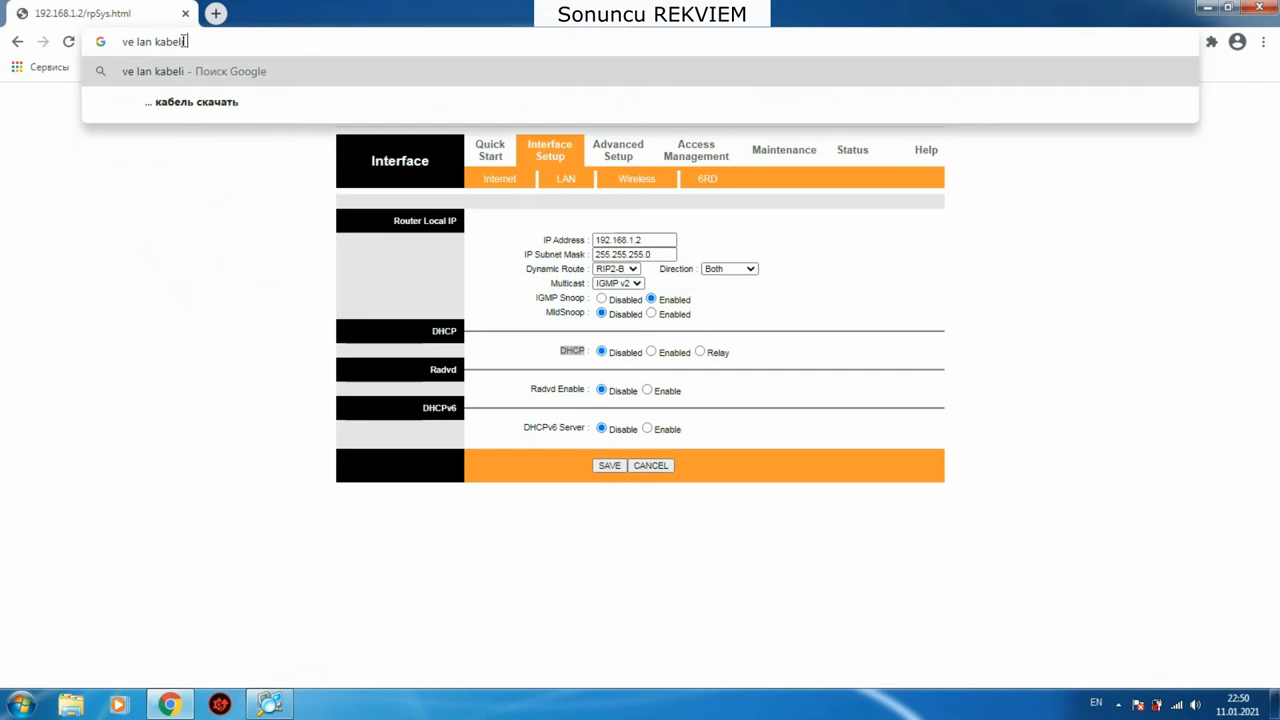 192.168.1.2/rpSys.html
Sonuncu REKVIEM
ve lan kabeli
Сервисы
ve lan kabeli - Поиск Google
... кабель скачать
Interface
Quick Start
Interface Setup
Advanced Setup
Access Management
Maintenance
Status
Help
Internet
LAN
Wireless
6RD
Router Local IP
IP Address : 192.168.1.2
IP Subnet Mask : 255.255.255.0
Dynamic Route : RIP2-B Direction : Both
Multicast : IGMP v2
IGMP Snoop : Disabled Enabled
MldSnoop : Disabled Enabled
DHCP
DHCP : Disabled Enabled Relay
Radvd
Radvd Enable : Disable Enable
DHCPv6
DHCPv6 Server : Disable Enable
SAVE CANCEL
EN
22:50
11.01.2021